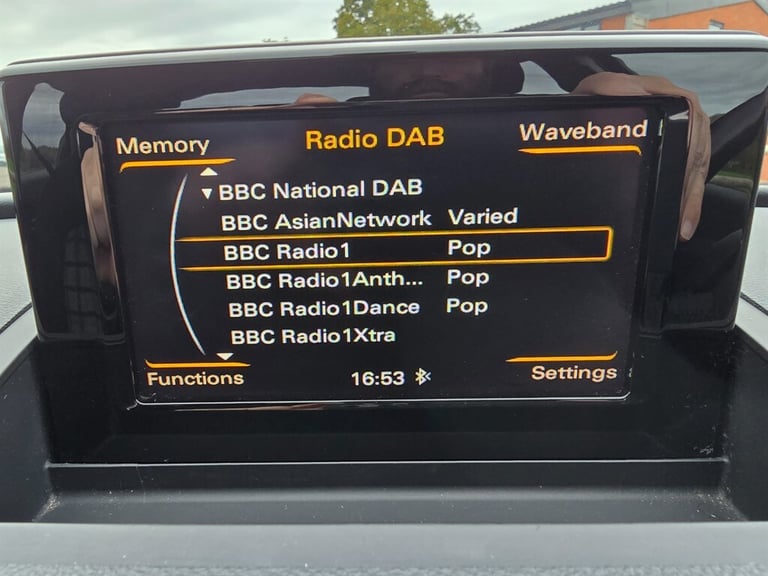 Memory Radio DAB Waveband
BBC National DAB
BBC AsianNetwork Varied
BBC Radio1 Pop
BBC Radio1Anth... Pop
BBC Radio1Dance Pop
BBC Radio1Xtra
Functions 16:53 Settings